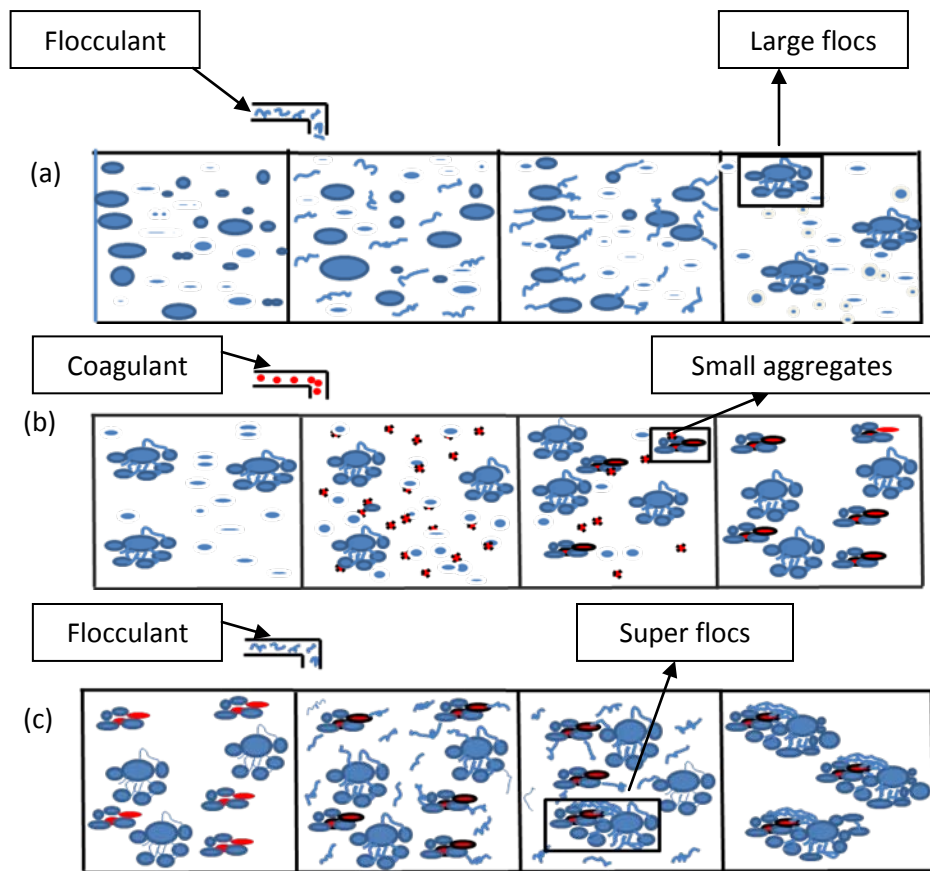 Flocculant
Large flocs
(a)
Coagulant
Small aggregates
(b)
Flocculant
Super flocs
(c)